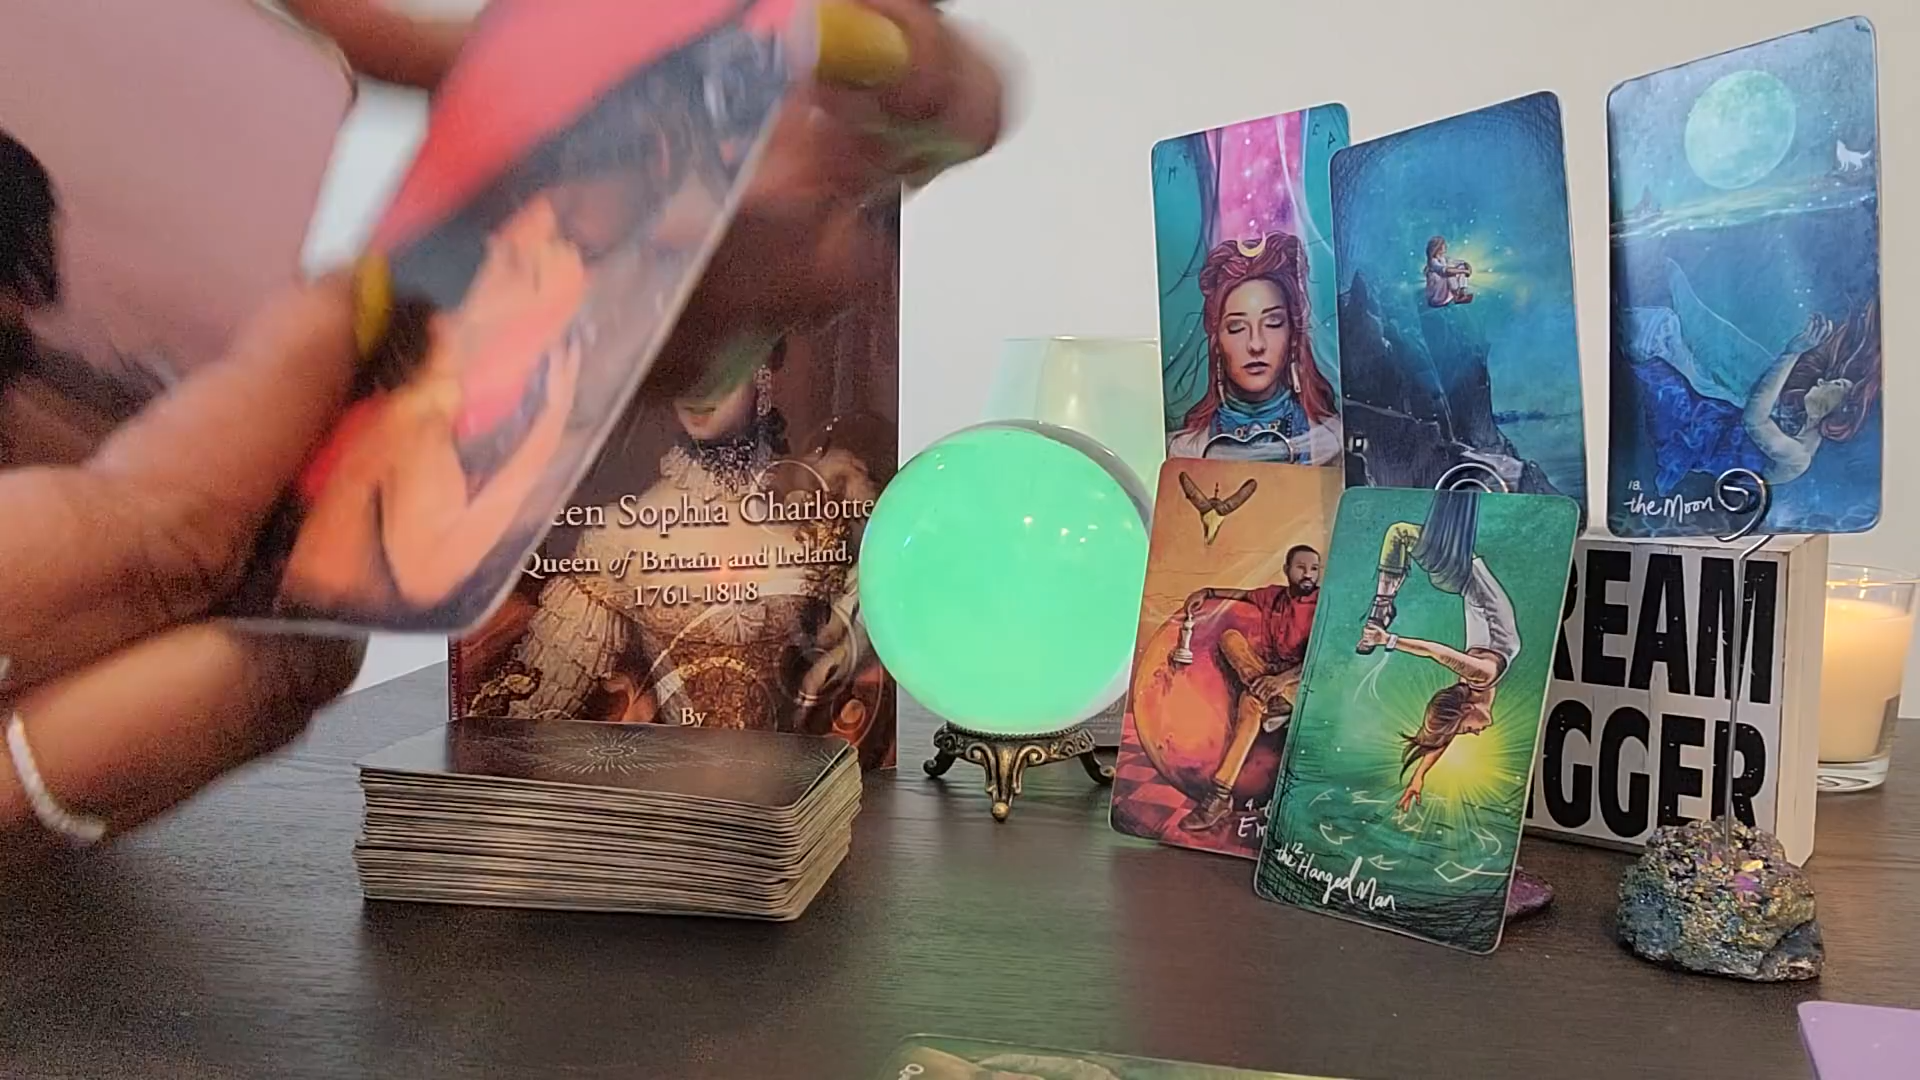 een Sophia Charlotte
Queen of Britain and Ireland,
1761-1818
By
18.
the Moon
REAM
IGGER
4.
12
the Hanged Man